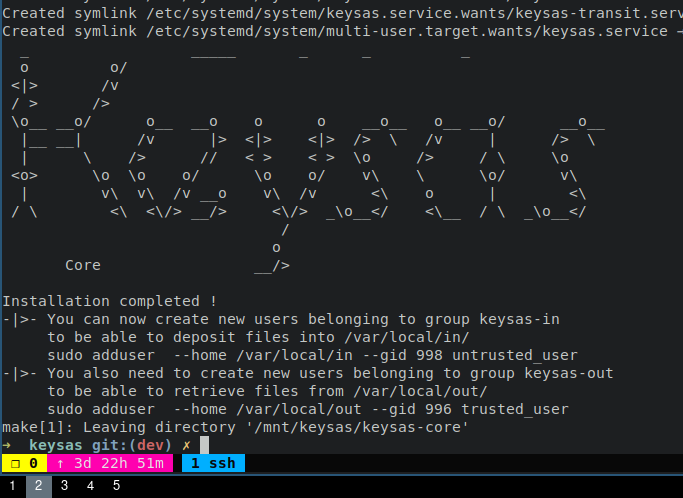 Created symlink /etc/systemd/system/keysas.service.wants/keysas-transit.serv
Created symlink /etc/systemd/system/multi-user.target.wants/keysas.service →
Keysas
Core
Installation completed !
-|>- You can now create new users belonging to group keysas-in
to be able to deposit files into /var/local/in/
sudo adduser  --home /var/local/in --gid 998 untrusted_user
-|>- You also need to create new users belonging to group keysas-out
to be able to retrieve files from /var/local/out/
sudo adduser  --home /var/local/out --gid 996 trusted_user
make[1]: Leaving directory '/mnt/keysas/keysas-core'
➜  keysas git:(dev) ✗
❐ 0 ↑ 3d 22h 51m 1 ssh
1 2 3 4 5